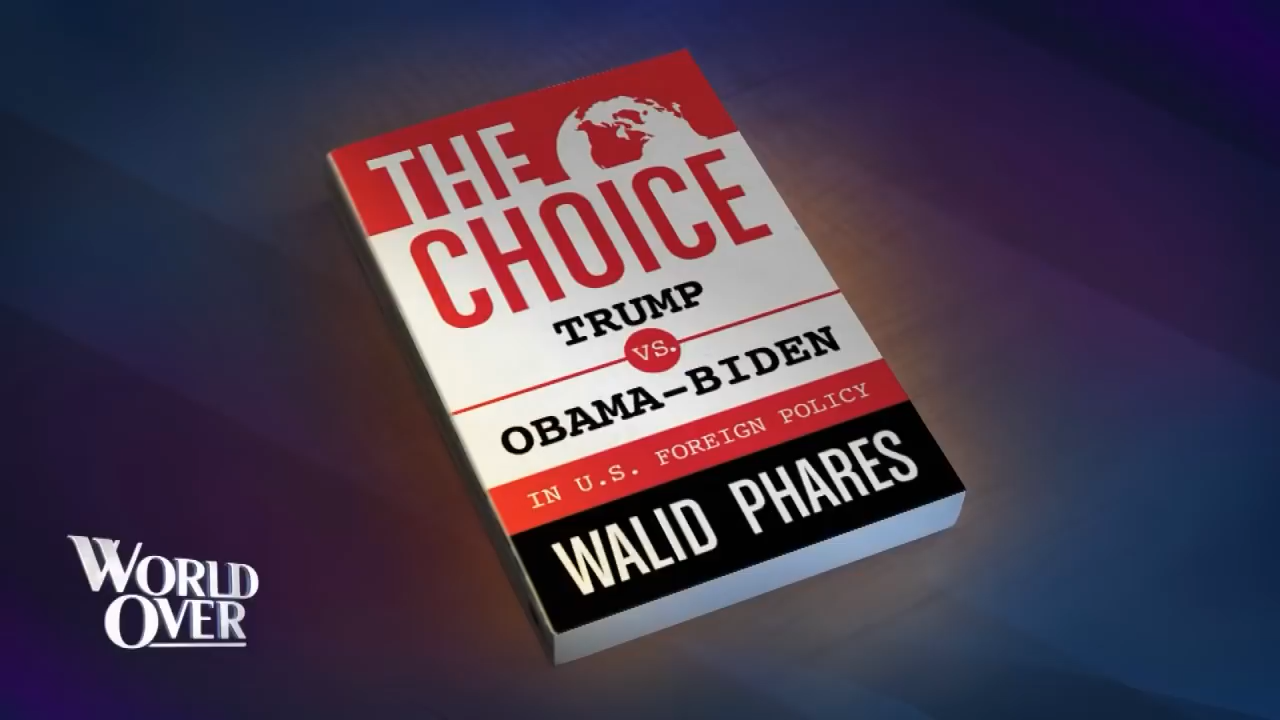 THE
CHOICE
TRUMP
VS.
OBAMA–BIDEN
IN U.S. FOREIGN POLICY
WALID PHARES
WORLD
OVER